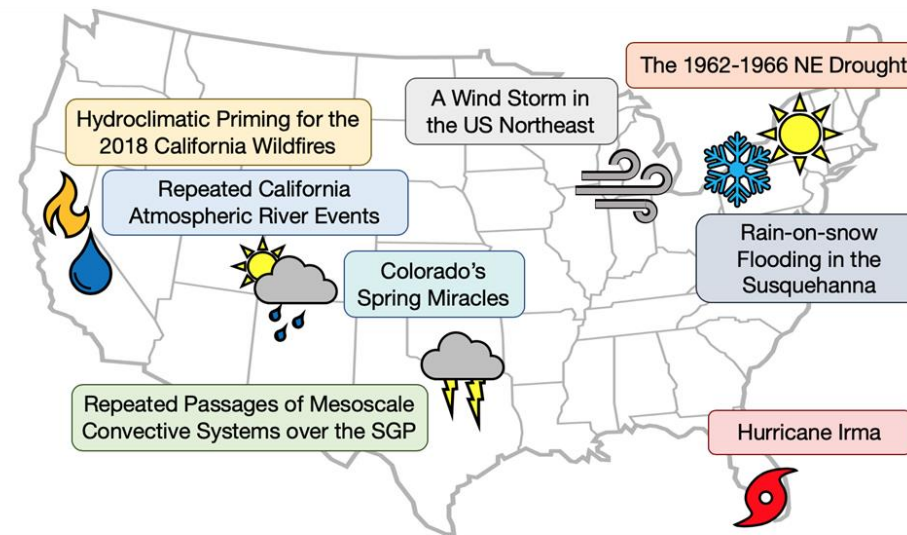 The 1962-1966 NE Drought
A Wind Storm in
the US Northeast
Hydroclimatic Priming for the
2018 California Wildfires
Repeated California
Atmospheric River Events
Rain-on-snow
Flooding in the
Susquehanna
Colorado's
Spring Miracles
Repeated Passages of Mesoscale
Convective Systems over the SGP
Hurricane Irma